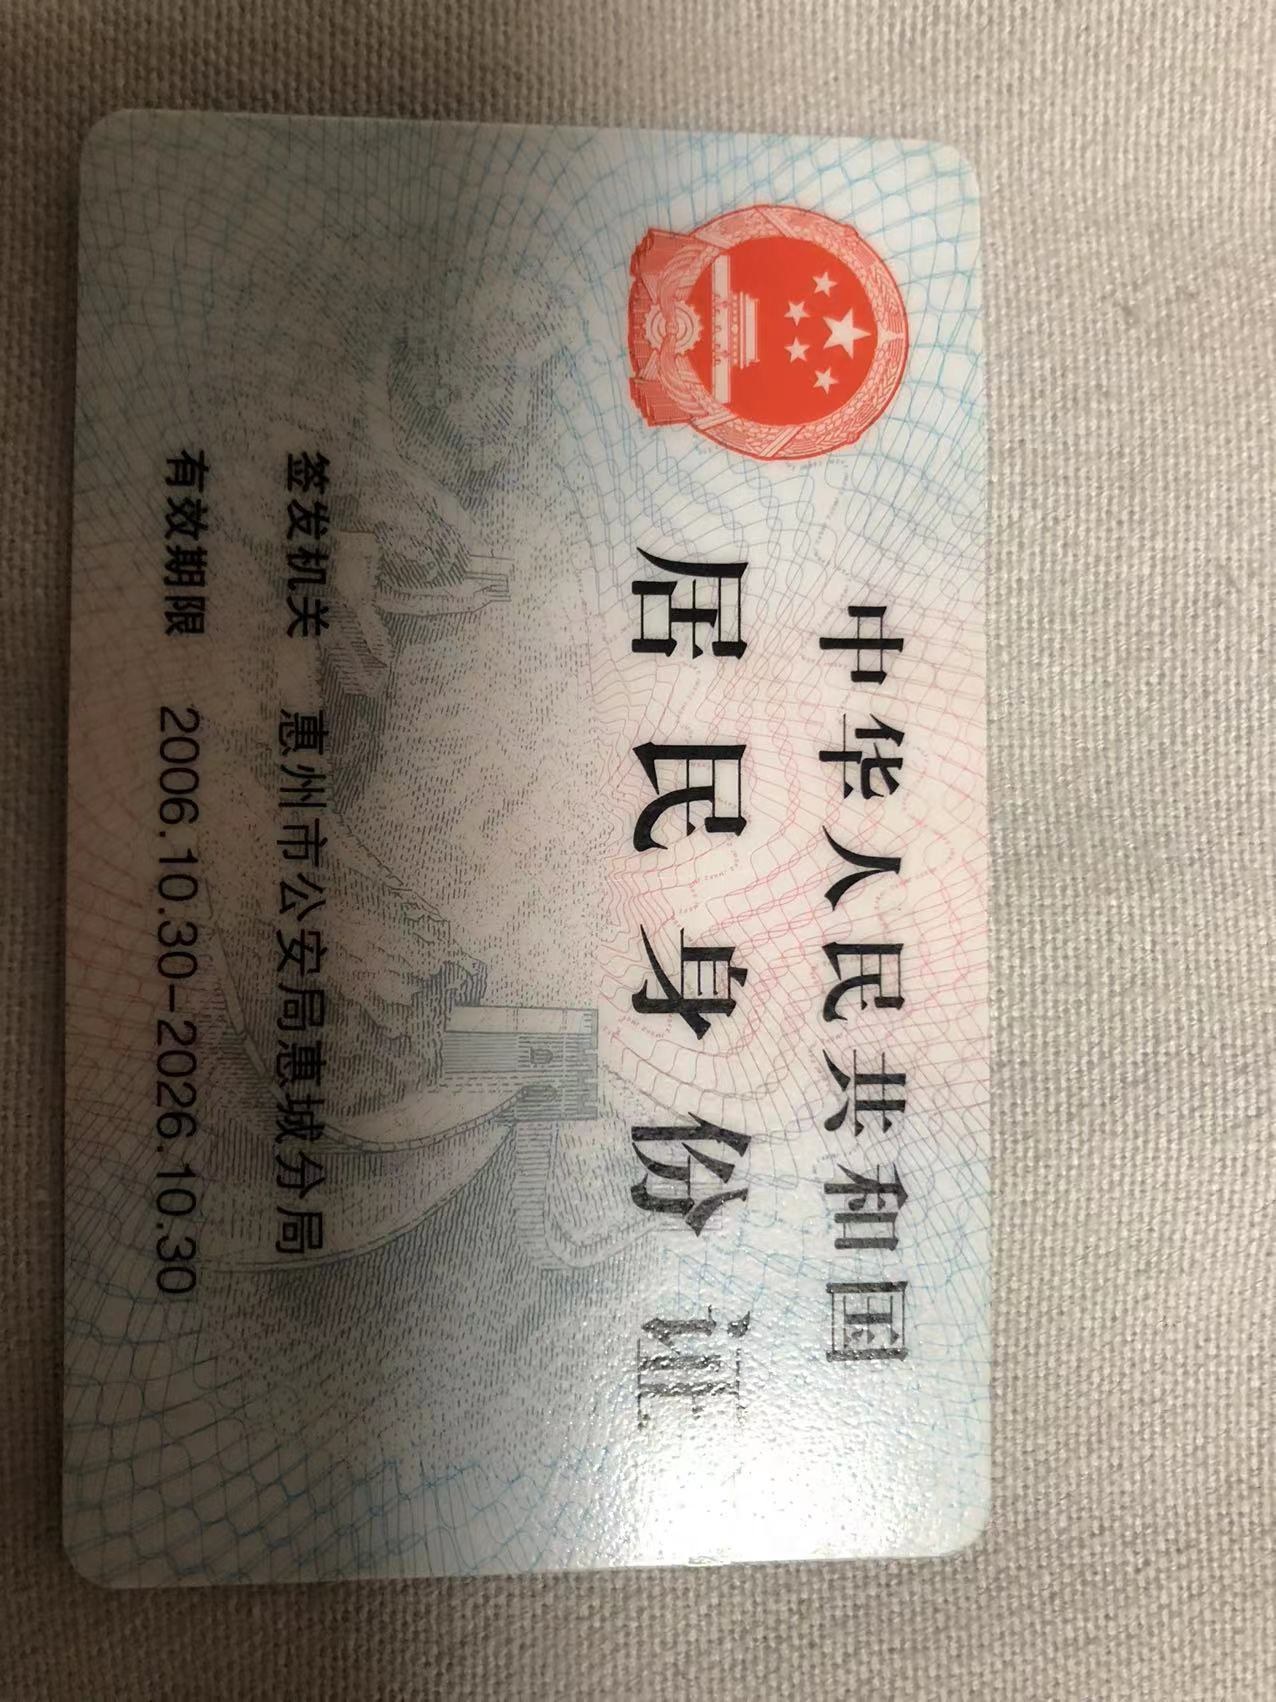 中华人民共和国
居民身份证
签发机关 惠州市公安局惠城分局
有效期限 2006.10.30-2026.10.30